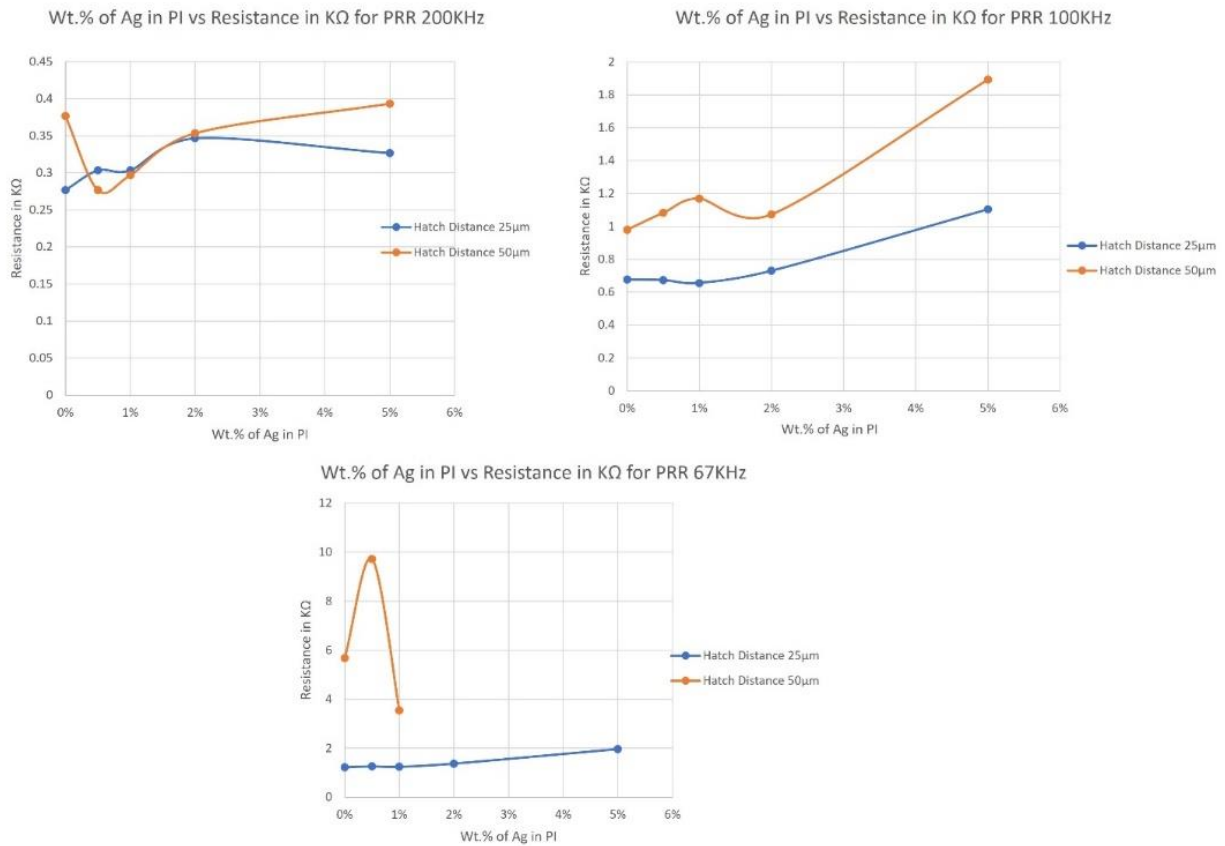 Wt.% of Ag in PI vs Resistance in KΩ for PRR 200KHz
0.45
0.4
0.35
0.3
0.25
0.2
0.15
0.1
0.05
0
Resistance in KΩ
0% 1% 2% 3% 4% 5% 6%
Wt.% of Ag in PI
Hatch Distance 25μm
Hatch Distance 50μm
Wt.% of Ag in PI vs Resistance in KΩ for PRR 100KHz
2
1.8
1.6
1.4
1.2
1
0.8
0.6
0.4
0.2
0
Resistance in KΩ
0% 1% 2% 3% 4% 5% 6%
Wt.% of Ag in PI
Hatch Distance 25μm
Hatch Distance 50μm
Wt.% of Ag in PI vs Resistance in KΩ for PRR 67KHz
12
10
8
6
4
2
0
Resistance in KΩ
0% 1% 2% 3% 4% 5% 6%
Wt.% of Ag in PI
Hatch Distance 25μm
Hatch Distance 50μm